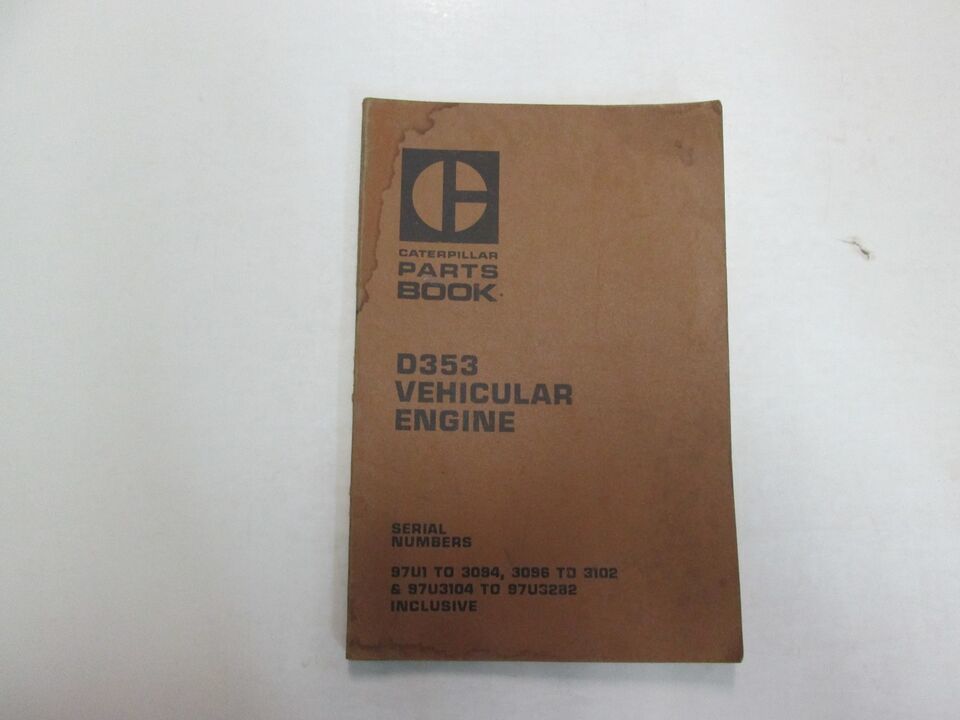 CATERPILLAR
PARTS
BOOK
D353
VEHICULAR
ENGINE
SERIAL
NUMBERS
97U1 TO 3094, 3096 TO 3102
& 97U3104 TO 97U3282
INCLUSIVE